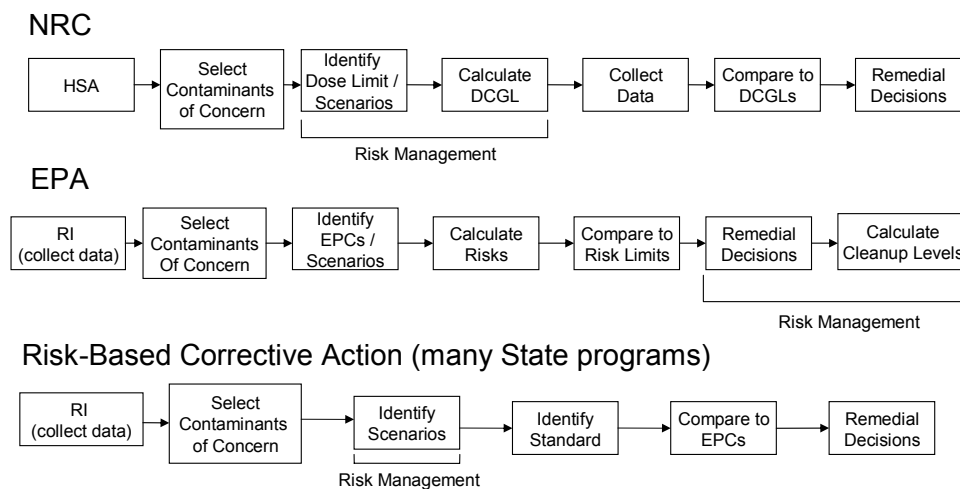 NRC
HSA
Select
Contaminants
of Concern
Identify
Dose Limit /
Scenarios
Calculate
DCGL
Collect
Data
Compare to
DCGLs
Remedial
Decisions
Risk Management
EPA
RI
(collect data)
Select
Contaminants
Of Concern
Identify
EPCs /
Scenarios
Calculate
Risks
Compare to
Risk Limits
Remedial
Decisions
Calculate
Cleanup Levels
Risk Management
Risk-Based Corrective Action (many State programs)
RI
(collect data)
Select
Contaminants
of Concern
Identify
Scenarios
Identify
Standard
Compare to
EPCs
Remedial
Decisions
Risk Management